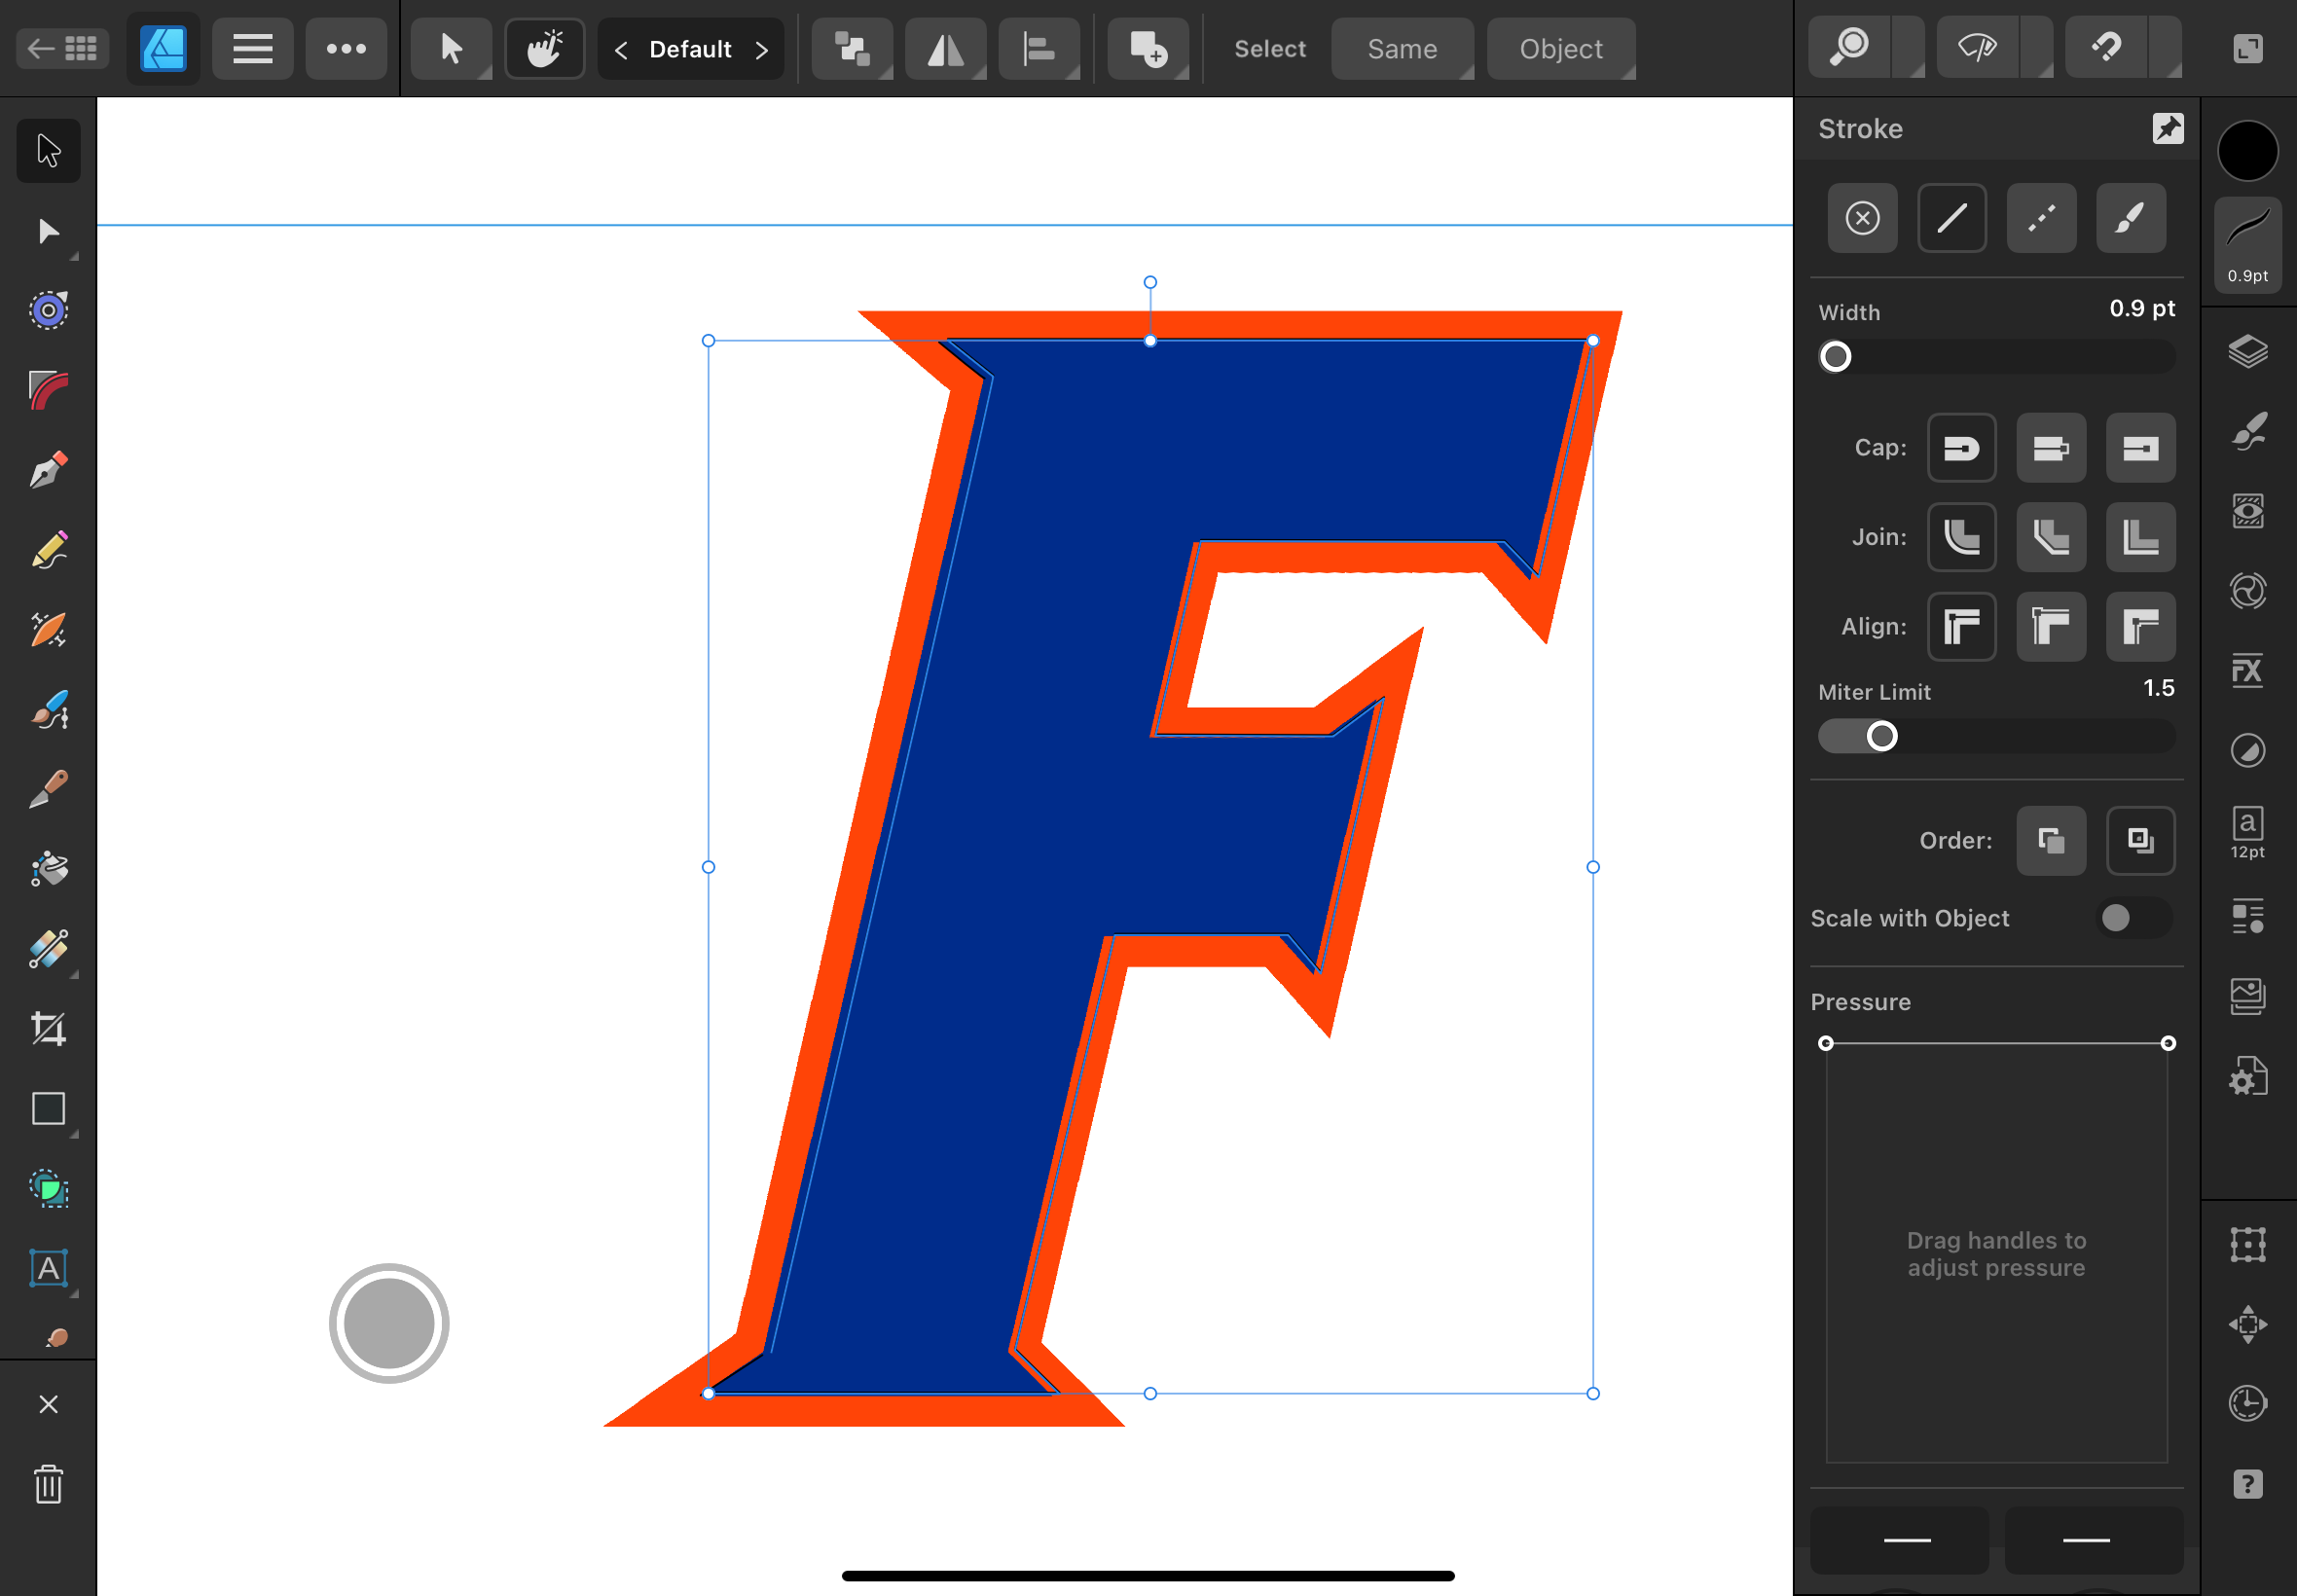 Default
Select
Same
Object
Stroke
0.9pt
Width
0.9 pt
Cap:
Join:
Align:
Miter Limit
1.5
Order:
Scale with Object
Pressure
Drag handles to
adjust pressure
FX
a
12pt
A
?
F